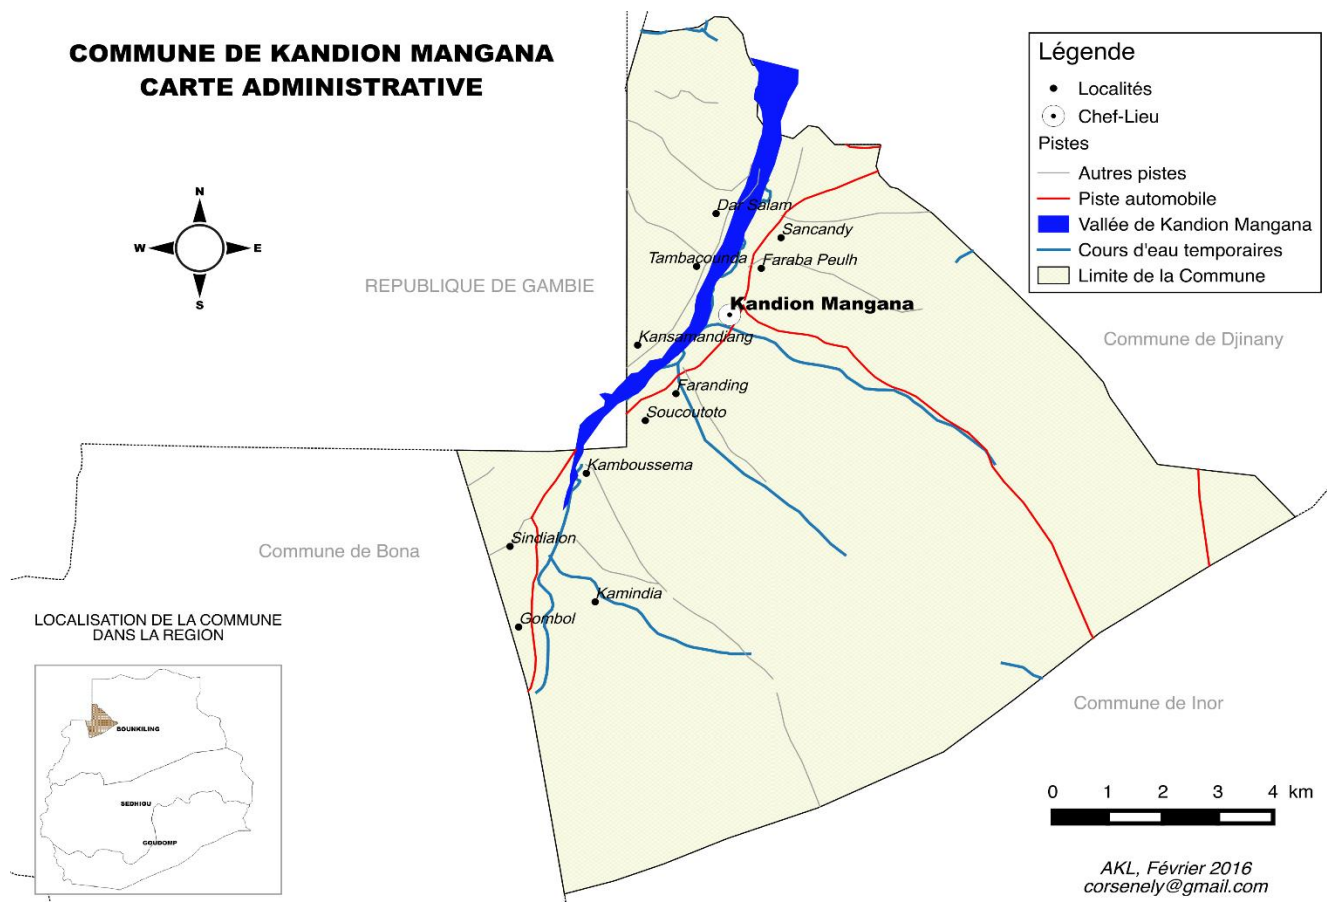 COMMUNE DE KANDION MANGANA
CARTE ADMINISTRATIVE
Légende
Localités
Chef-Lieu
Pistes
Autres pistes
Piste automobile
Vallée de Kandion Mangana
Cours d'eau temporaires
Limite de la Commune
N
W
E
S
REPUBLIQUE DE GAMBIE
Dar Salam
Sancandy
Tambacounda
Faraba Peulh
Kandion Mangana
Kansamandiang
Commune de Djinany
Faranding
Soucoutoto
Kamboussema
Commune de Bona
Sindialon
Kamindia
Gombol
LOCALISATION DE LA COMMUNE
DANS LA REGION
BOUNKILING
SEDHIOU
GOUDOMP
Commune de Inor
0 1 2 3 4 km
AKL, Février 2016
corsenely@gmail.com